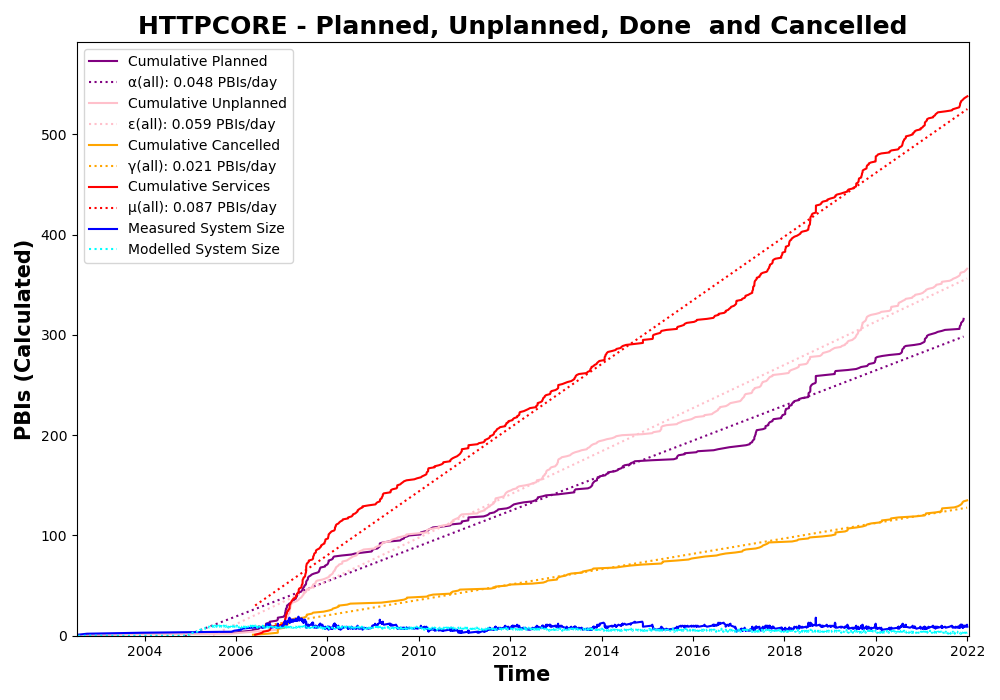 HTTPCORE - Planned, Unplanned, Done  and Cancelled
Cumulative Planned
α(all): 0.048 PBIs/day
Cumulative Unplanned
ε(all): 0.059 PBIs/day
Cumulative Cancelled
γ(all): 0.021 PBIs/day
Cumulative Services
μ(all): 0.087 PBIs/day
Measured System Size
Modelled System Size
PBIs (Calculated)
500
400
300
200
100
0
2004 2006 2008 2010 2012 2014 2016 2018 2020 2022
Time